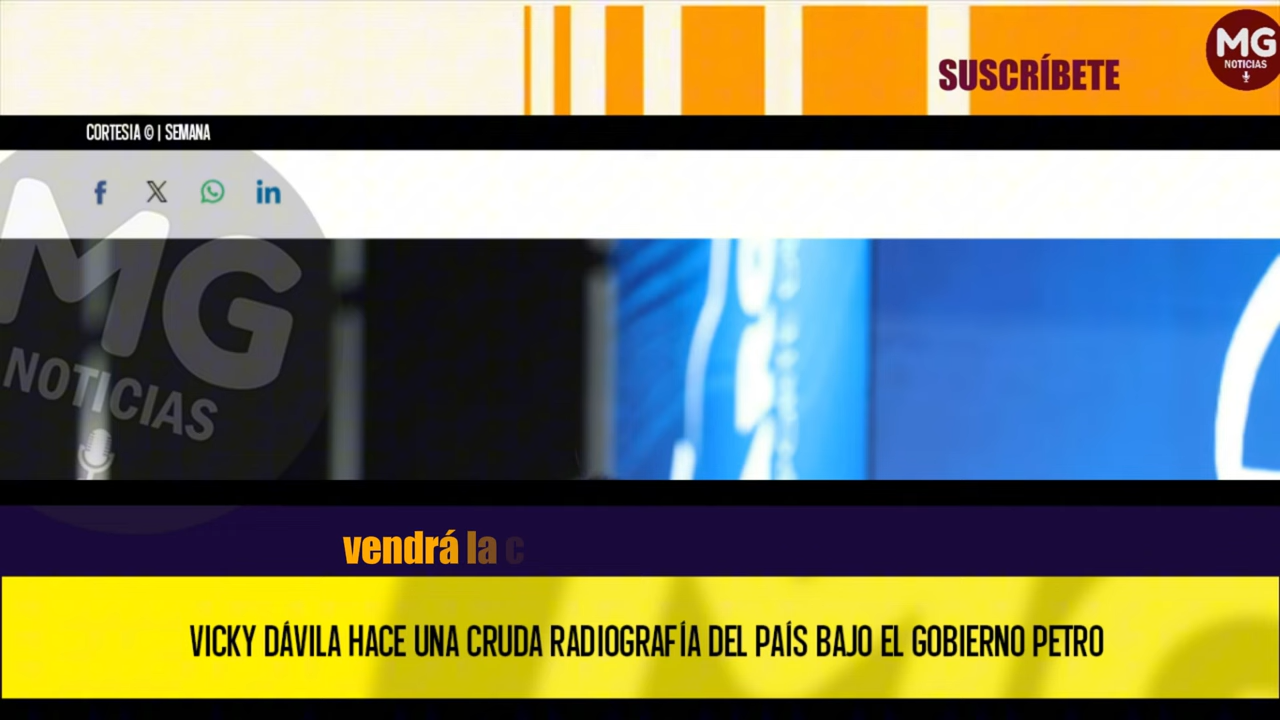 MG
NOTICIAS
SUSCRÍBETE
CORTESIA © | SEMANA
f X in
MG
NOTICIAS
vendrá la c
VICKY DÁVILA HACE UNA CRUDA RADIOGRAFÍA DEL PAÍS BAJO EL GOBIERNO PETRO